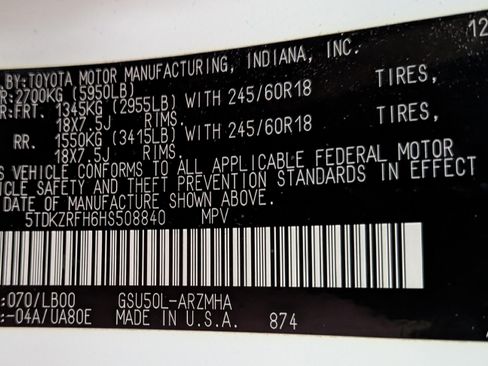 12
BY:TOYOTA MOTOR MANUFACTURING, INDIANA, INC.
R:2700KG (5950LB)
R:FRT. 1345KG (2955LB) WITH 245/60R18 TIRES,
18X7.5J RIMS.
RR. 1550KG (3415LB) WITH 245/60R18 TIRES,
18X7.5J RIMS.
S VEHICLE CONFORMS TO ALL APPLICABLE FEDERAL MOTOR
HICLE SAFETY AND THEFT PREVENTION STANDARDS IN EFFECT
DATE OF MANUFACTURE SHOWN ABOVE.
5TDKZRFH6HS508840 MPV
:070/LB00 GSU50L-ARZMHA
:-04A/UA80E MADE IN U.S.A. 874